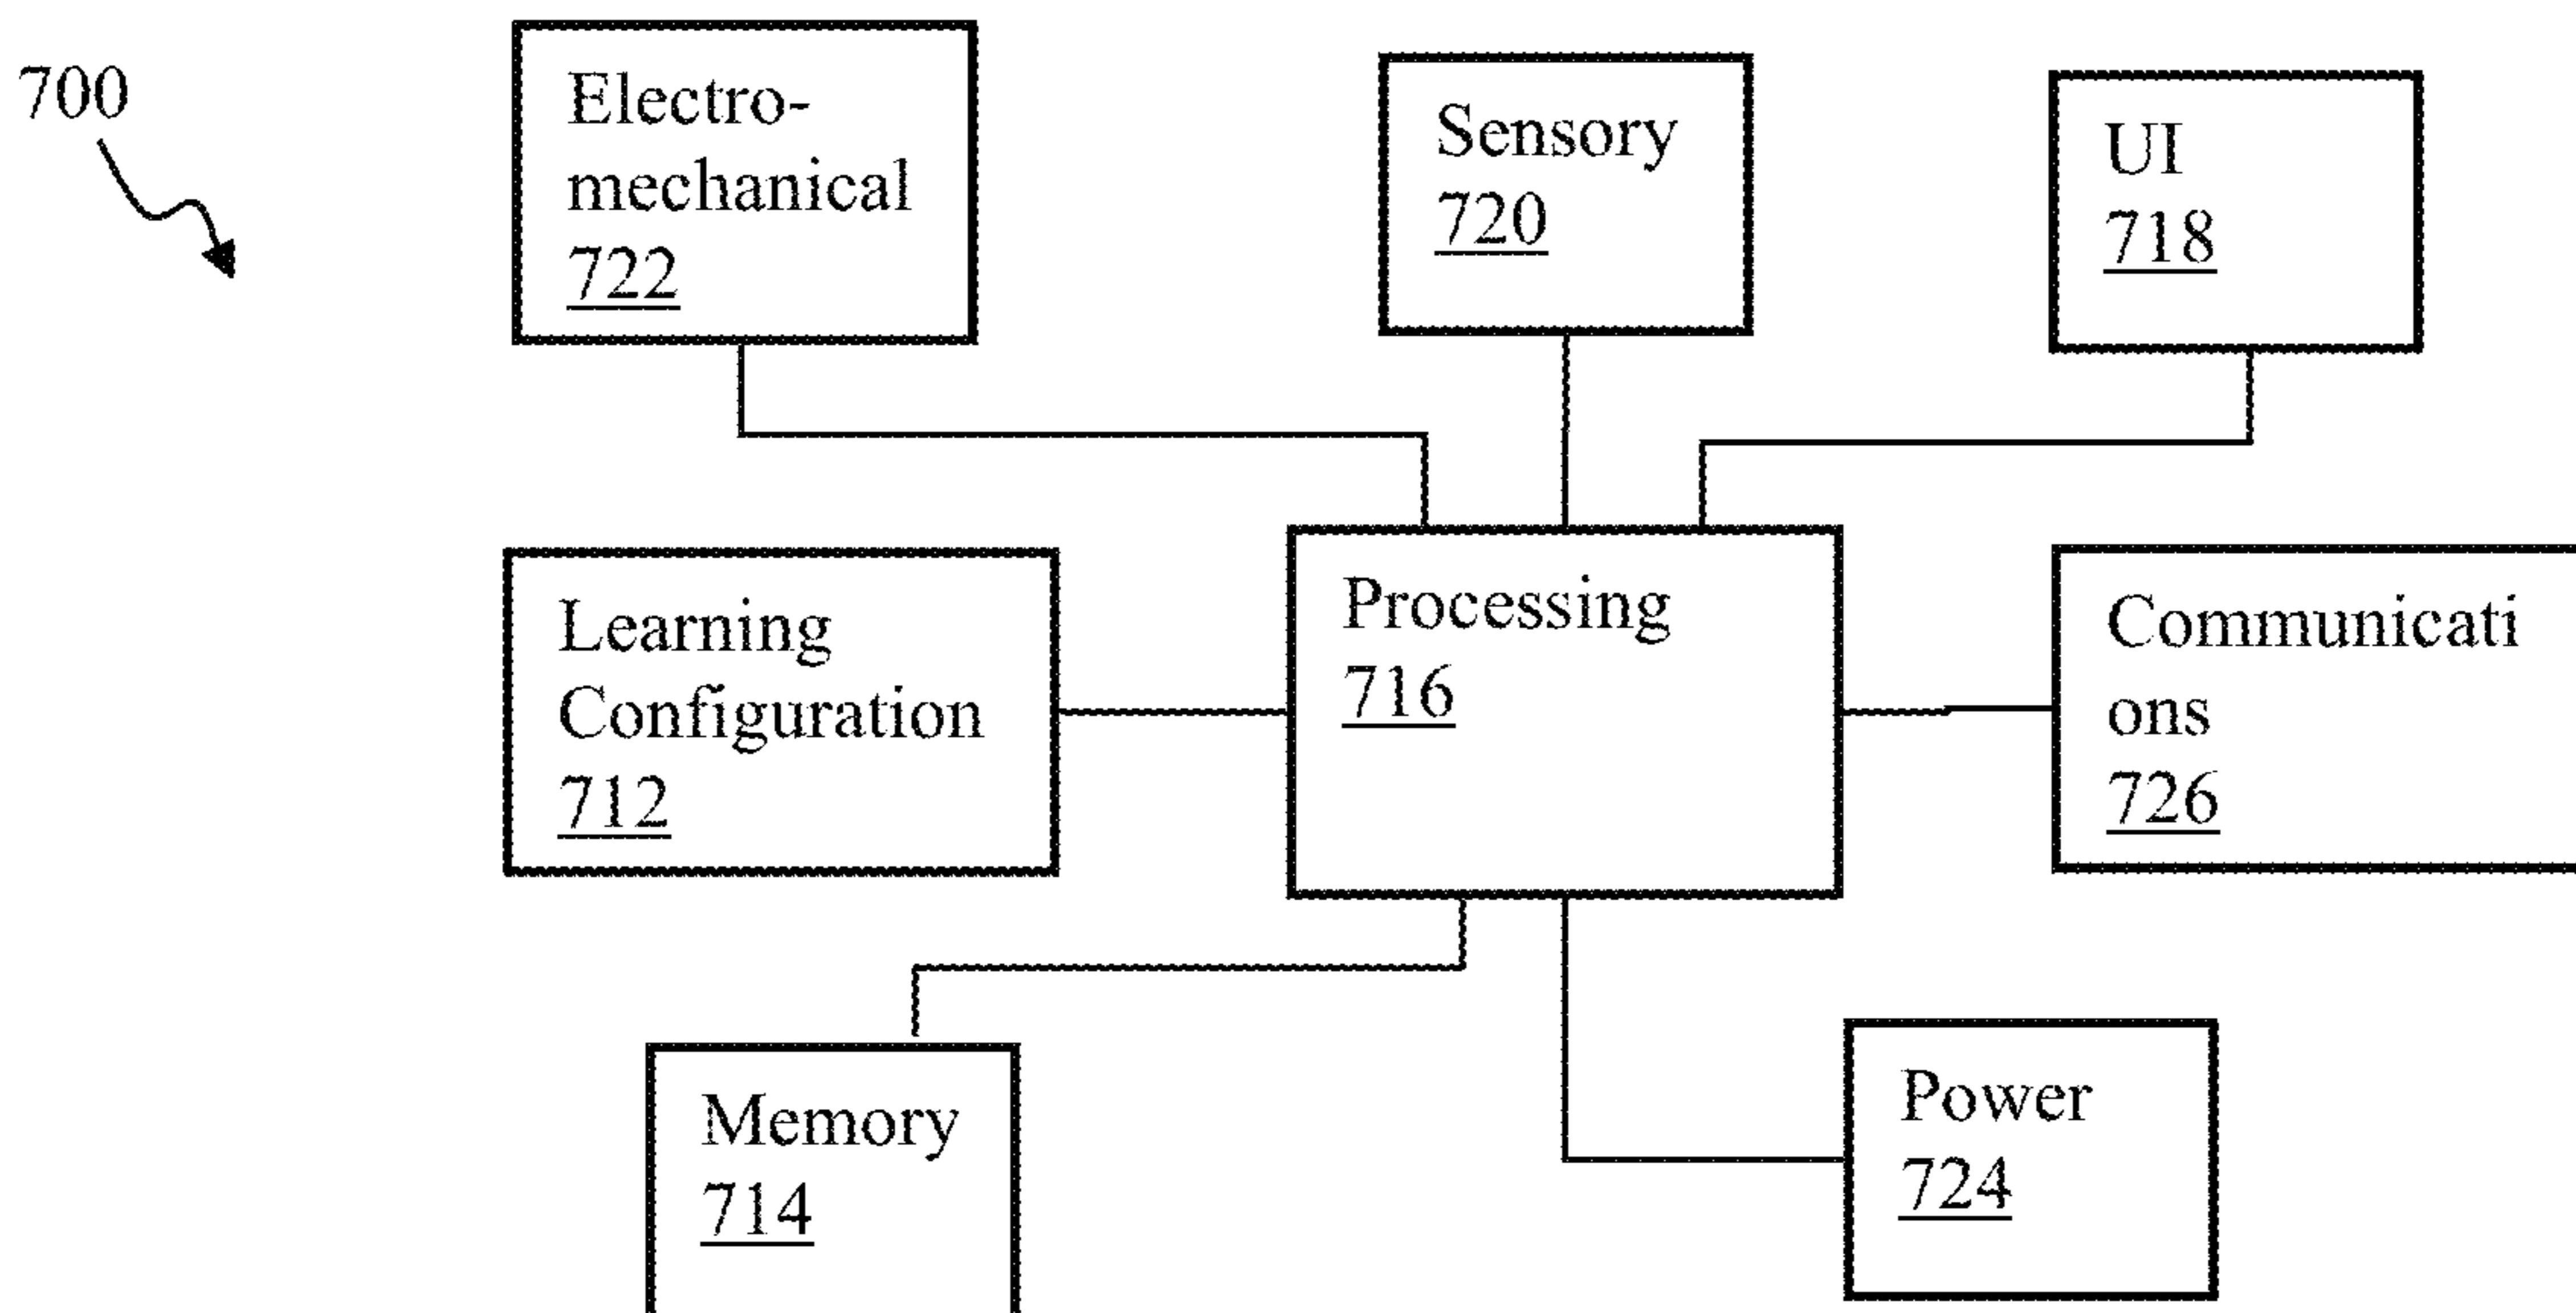 700
Electro-
mechanical
722
Sensory
720
UI
718
Learning
Configuration
712
Processing
716
Communicati
ons
726
Memory
714
Power
724